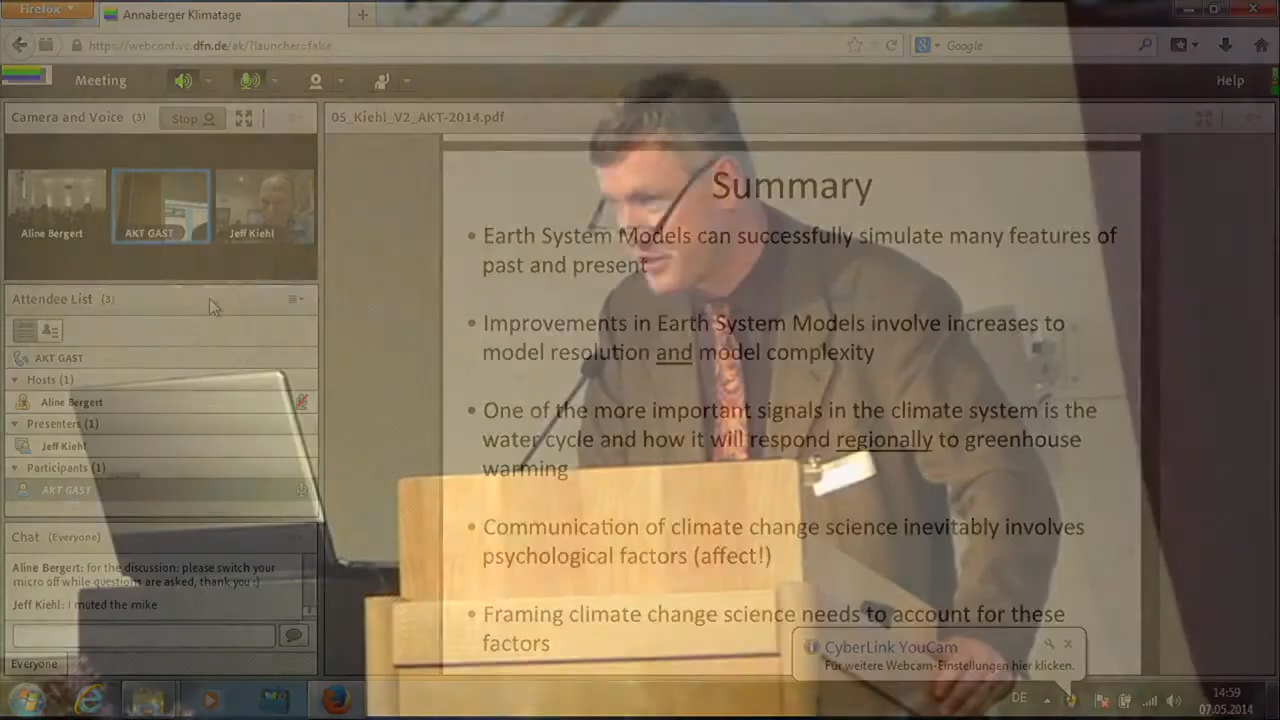 Firefox
Annaberger Klimatage
https://webconf.vc.dfn.de/ak/?launcher=false
Google
Meeting
Help
Camera and Voice (3)
Stop
05_Kiehl_V2_AKT-2014.pdf
Aline Bergert
AKT GAST
Jeff Kiehl
Attendee List (3)
AKT GAST
Hosts (1)
Aline Bergert
Presenters (1)
Jeff Kiehl
Participants (1)
AKT GAST
Chat (Everyone)
Aline Bergert: for the discussion: please switch your
micro off while questions are asked, thank you :)
Jeff Kiehl: I muted the mike
Everyone
Summary
• Earth System Models can successfully simulate many features of
past and present
• Improvements in Earth System Models involve increases to
model resolution and model complexity
• One of the more important signals in the climate system is the
water cycle and how it will respond regionally to greenhouse
warming
• Communication of climate change science inevitably involves
psychological factors (affect!)
• Framing climate change science needs to account for these
factors
CyberLink YouCam
Für weitere Webcam-Einstellungen hier klicken.
DE
14:59
07.05.2014